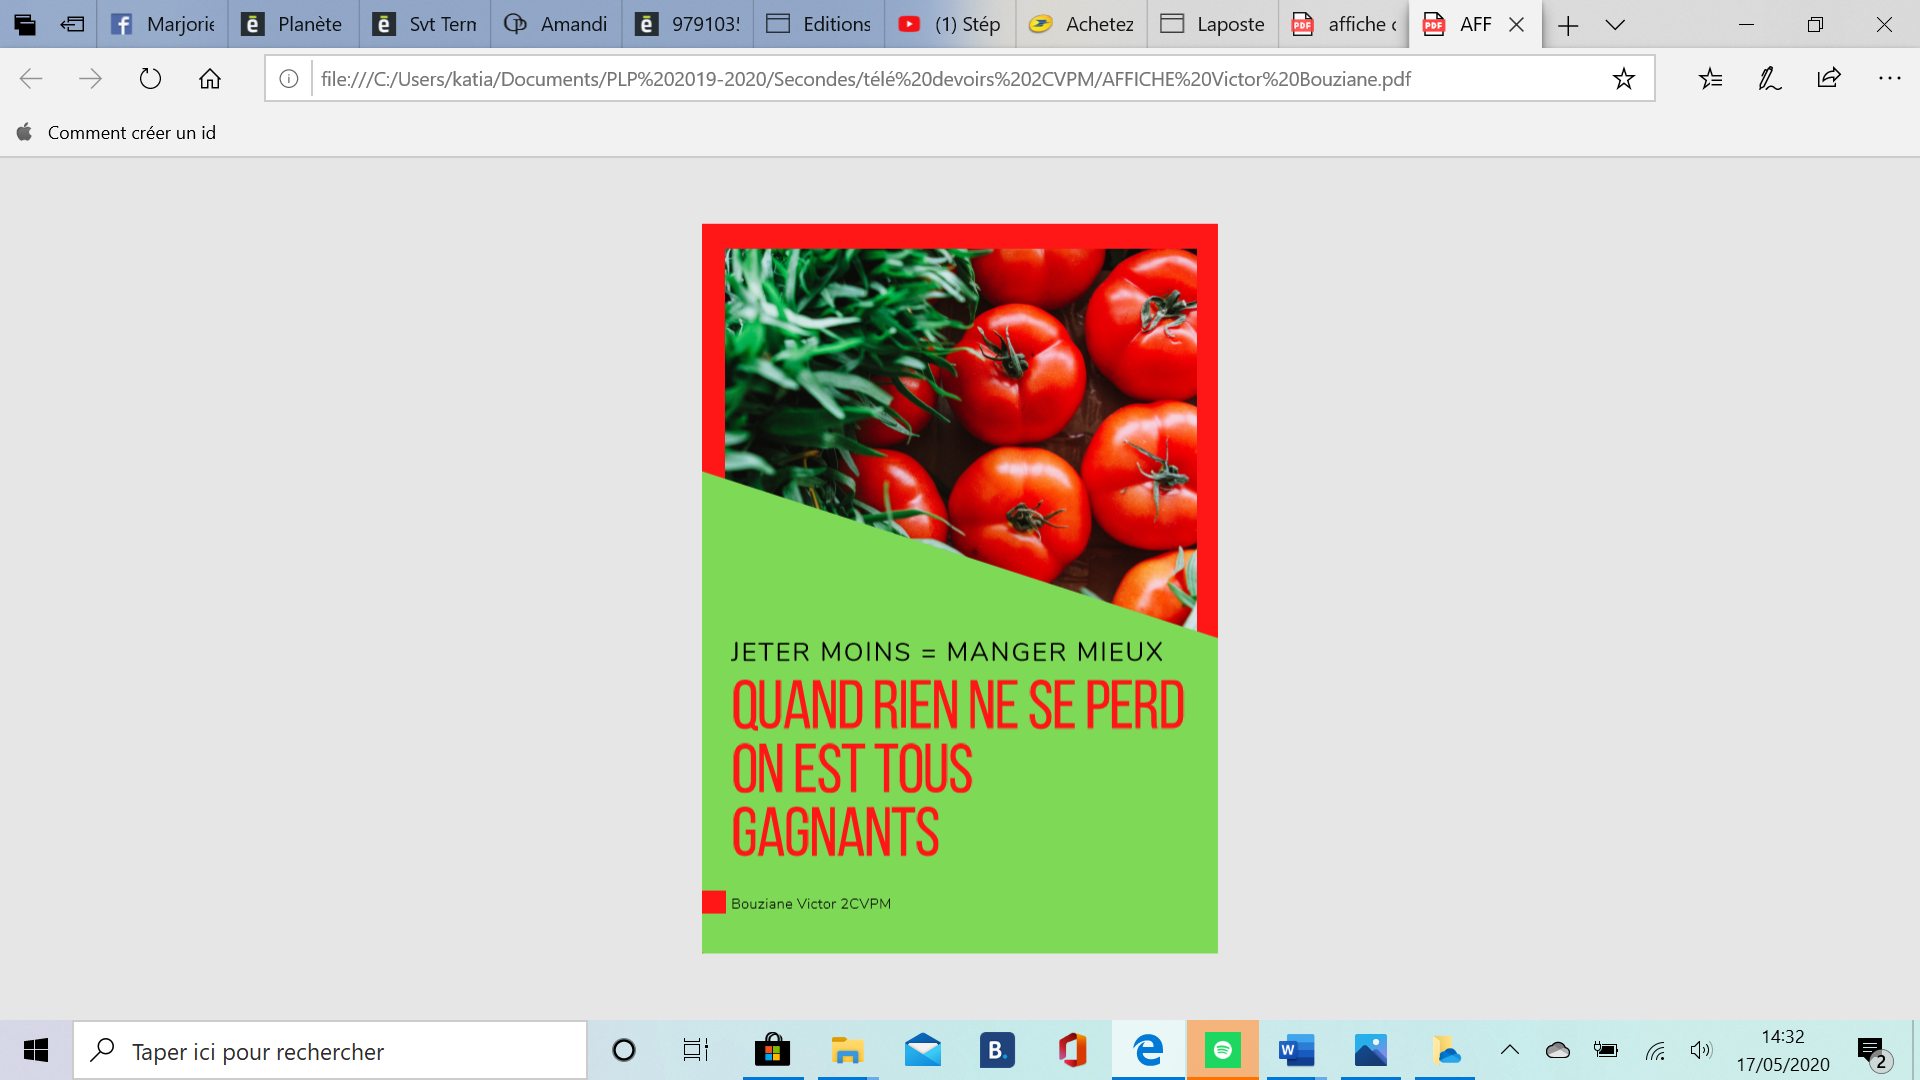 Marjorie
Planète
Svt Tern
Amandi
979103
Editions
(1) Stép
Achetez
Laposte
affiche c
AFF
file:///C:/Users/katia/Documents/PLP%202019-2020/Secondes/télé%20devoirs%202CVPM/AFFICHE%20Victor%20Bouziane.pdf
Comment créer un id
JETER MOINS = MANGER MIEUX
QUAND RIEN NE SE PERD
ON EST TOUS
GAGNANTS
Bouziane Victor 2CVPM
Taper ici pour rechercher
14:32
17/05/2020
2